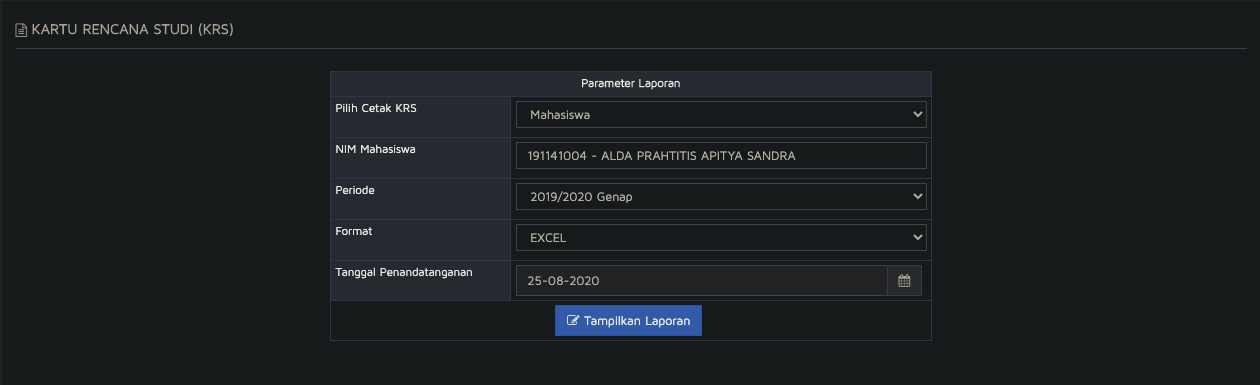 KARTU RENCANA STUDI (KRS)
Parameter Laporan
Pilih Cetak KRS
Mahasiswa
NIM Mahasiswa
191141004 - ALDA PRAHTITIS APITYA SANDRA
Periode
2019/2020 Genap
Format
EXCEL
Tanggal Penandatanganan
25-08-2020
Tampilkan Laporan